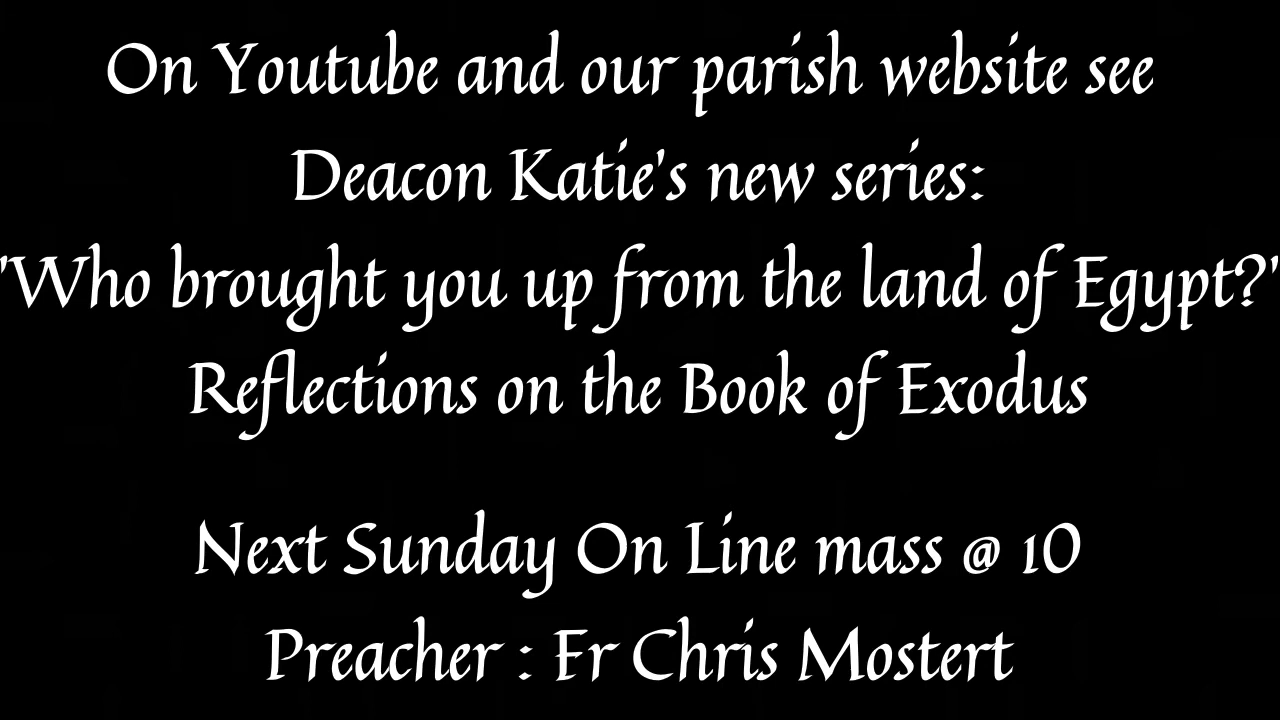 On Youtube and our parish website see
Deacon Katie's new series:
'Who brought you up from the land of Egypt?'
Reflections on the Book of Exodus
Next Sunday On Line mass @ 10
Preacher : Fr Chris Mostert